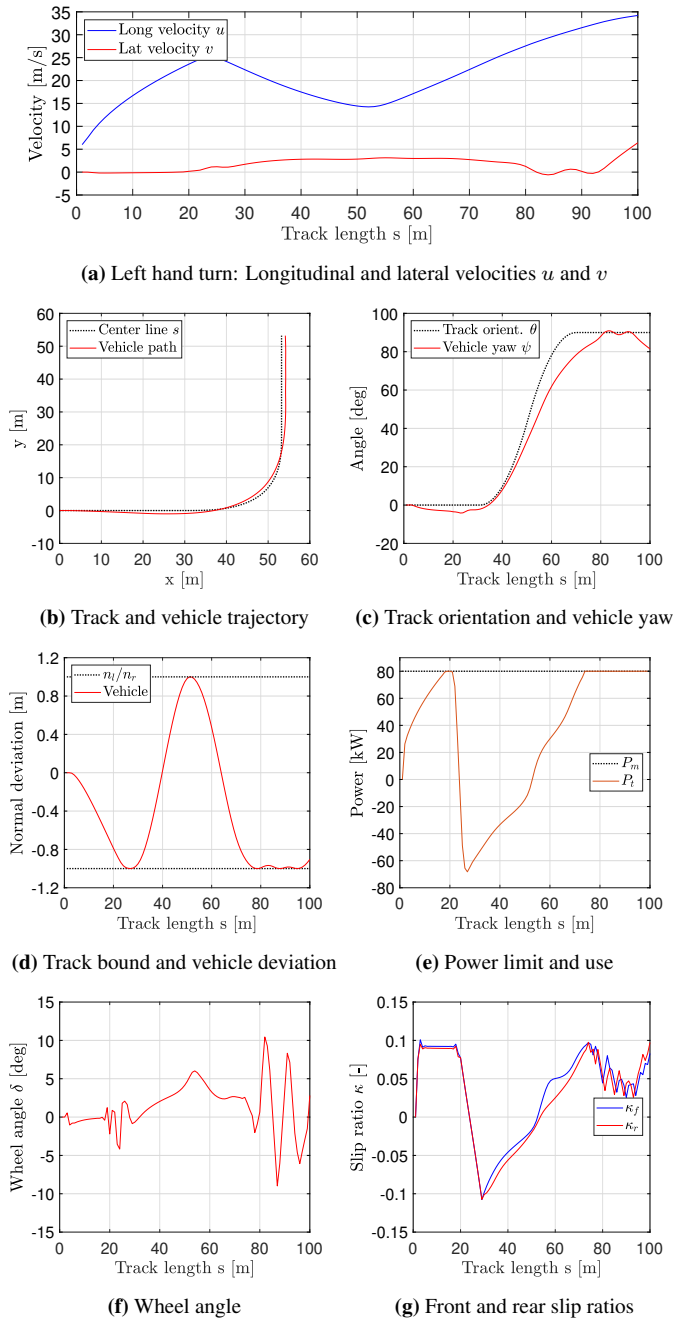 35
30
25
20
15
10
5
0
-5
Velocity [m/s]
Long velocity u
Lat velocity v
0 10 20 30 40 50 60 70 80 90 100
Track length s [m]
(a) Left hand turn: Longitudinal and lateral velocities u and v
60
50
40
30
20
10
0
-10
y [m]
Center line s
Vehicle path
0 10 20 30 40 50 60
x [m]
(b) Track and vehicle trajectory
100
80
60
40
20
0
-20
Angle [deg]
Track orient. θ
Vehicle yaw ψ
0 20 40 60 80 100
Track length s [m]
(c) Track orientation and vehicle yaw
1.2
0.8
0.4
0
-0.4
-0.8
-1.2
Normal deviation [m]
n_l/n_r
Vehicle
0 20 40 60 80 100
Track length s [m]
(d) Track bound and vehicle deviation
100
80
60
40
20
0
-20
-40
-60
80
Power [kW]
P_m
P_t
0 20 40 60 80 100
Track length s [m]
(e) Power limit and use
15
10
5
0
-5
-10
-15
Wheel angle δ [deg]
0 20 40 60 80 100
Track length s [m]
(f) Wheel angle
0.15
0.1
0.05
0
-0.05
-0.1
-0.15
Slip ratio κ [-]
κ_f
κ_r
0 20 40 60 80 100
Track length s [m]
(g) Front and rear slip ratios